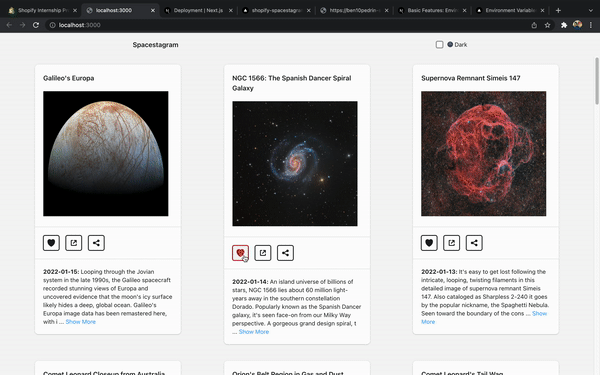 Shopify Internship P
localhost:3000
Deployment | Next.js
shopify-spacestagr
https://ben10pedrin
Basic Features: Envi
Environment Variabl
localhost:3000
Spacestagram
Dark
Galileo's Europa
2022-01-15: Looping through the Jovian
system in the late 1990s, the Galileo spacecraft
recorded stunning views of Europa and
uncovered evidence that the moon's icy surface
likely hides a deep, global ocean. Galileo's
Europa image data has been remastered here,
with i ... Show More
NGC 1566: The Spanish Dancer Spiral
Galaxy
2022-01-14: An island universe of billions of
stars, NGC 1566 lies about 60 million light-
years away in the southern constellation
Dorado. Popularly known as the Spanish Dancer
galaxy, it's seen face-on from our Milky Way
perspective. A gorgeous grand design spiral, t
... Show More
Supernova Remnant Simeis 147
2022-01-13: It's easy to get lost following the
intricate, looping, twisting filaments in this
detailed image of supernova remnant Simeis
147. Also cataloged as Sharpless 2-240 it goes
by the popular nickname, the Spaghetti Nebula.
Seen toward the boundary of the cons ... Show
More
Comet Leonard Closeup from Australia
Orion's Belt Region in Gas and Dust
Comet Leonard's Tail Wag